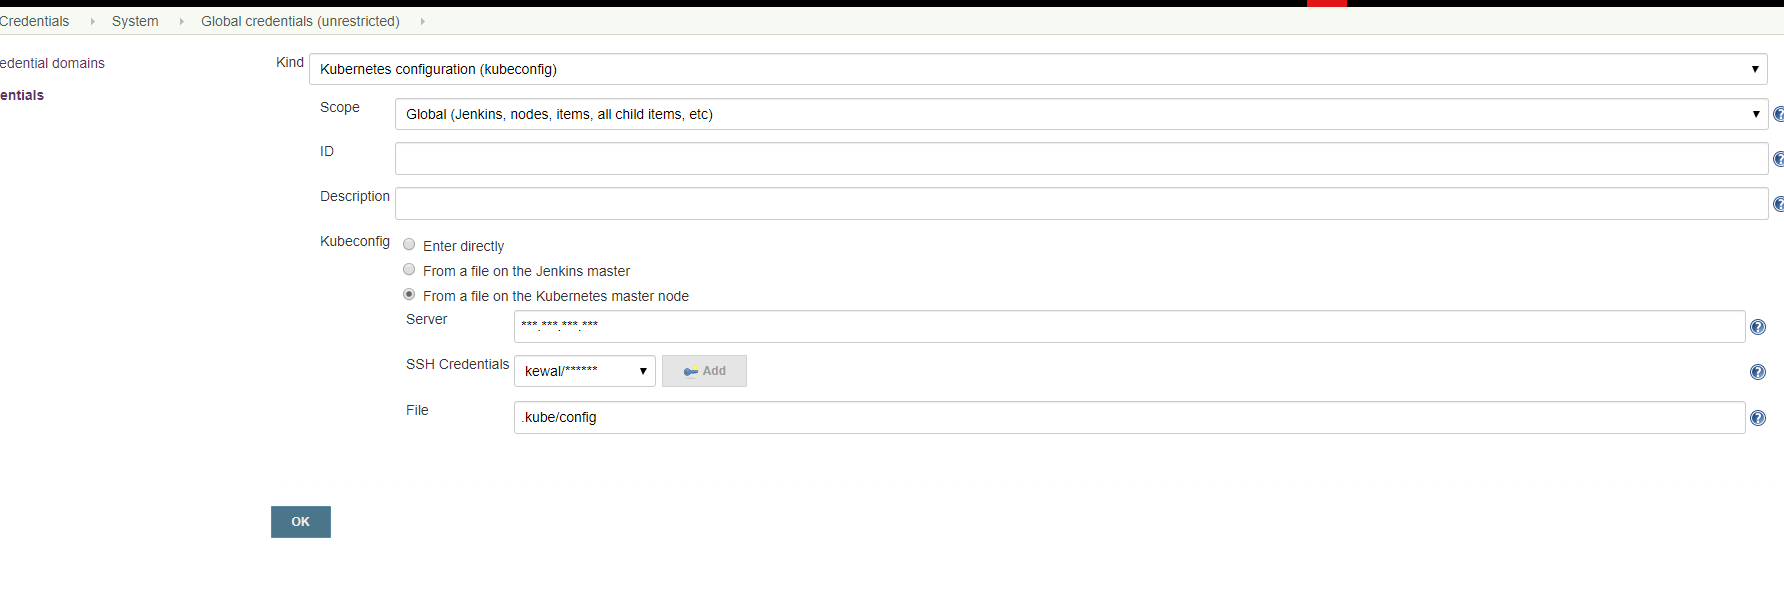 Credentials System Global credentials (unrestricted)
edential domains
entials
Kind Kubernetes configuration (kubeconfig)
Scope Global (Jenkins, nodes, items, all child items, etc)
ID
Description
Kubeconfig Enter directly
From a file on the Jenkins master
From a file on the Kubernetes master node
Server ***.***.***.***
SSH Credentials kewal/****** Add
File .kube/config
OK